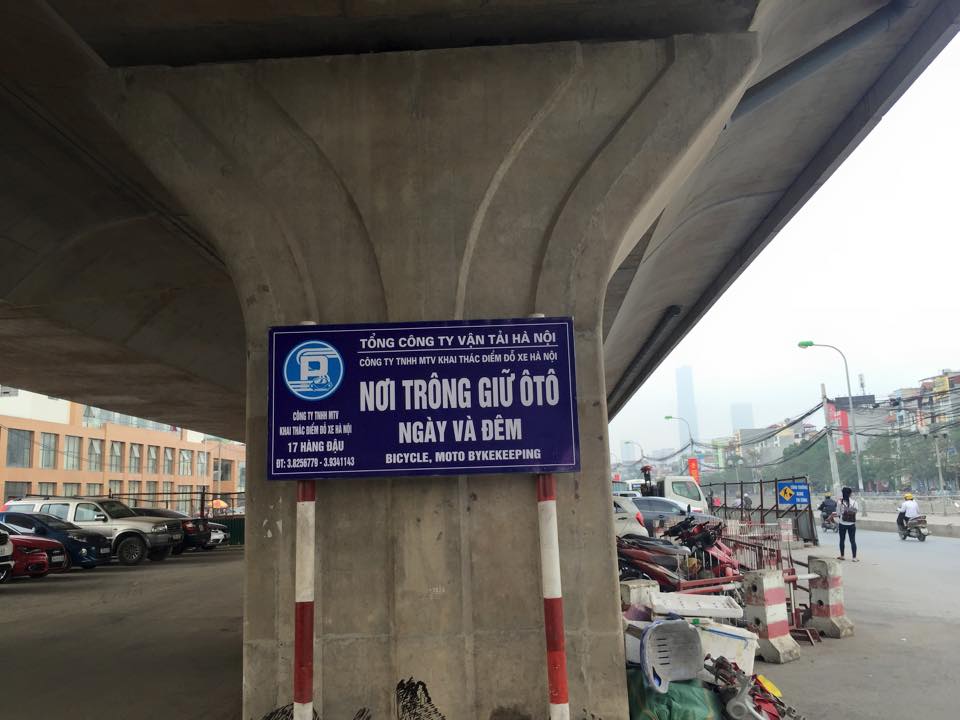 TỔNG CÔNG TY VẬN TẢI HÀ NỘI
CÔNG TY TNHH MTV KHAI THÁC ĐIỂM ĐỖ XE HÀ NỘI
NƠI TRÔNG GIỮ ÔTÔ
NGÀY VÀ ĐÊM
BICYCLE, MOTO BYKEKEEPING
P
CÔNG TY TNHH MTV
KHAI THÁC ĐIỂM ĐỖ XE HÀ NỘI
17 HÀNG ĐẬU
ĐT: 3.8256779 - 3.9341143